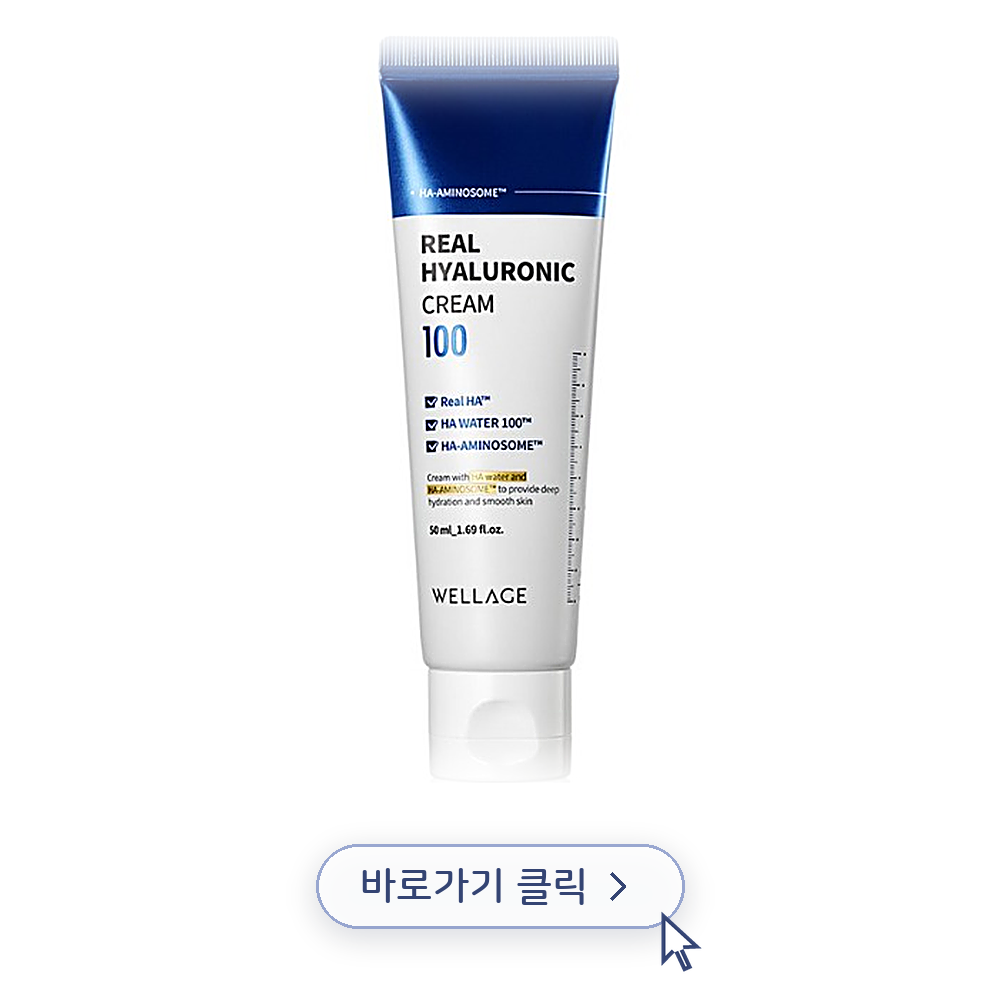 HA-AMINOSOME™
REAL
HYALURONIC
CREAM
100
Real HA™
HA WATER 100™
HA-AMINOSOME™
Cream with HA water and
HA-AMINOSOME™ to provide deep
hydration and smooth skin
50 ml_1.69 fl.oz.
WELLAGE
바로가기 클릭 >